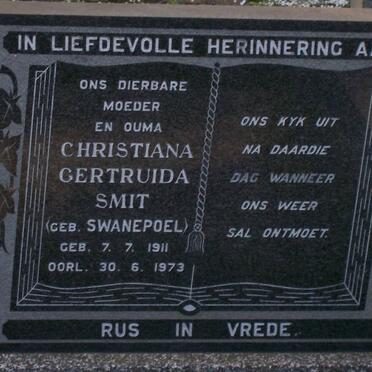 IN LIEFDEVOLLE HERINNERING A
ONS DIERBARE
MOEDER
EN OUMA
CHRISTIANA
GERTRUIDA
SMIT
(GEB. SWANEPOEL)
GEB. 7. 7. 1911
OORL. 30. 6. 1973
ONS KYK UIT
NA DAARDIE
DAG WANNEER
ONS WEER
SAL ONTMOET.
RUS IN VREDE